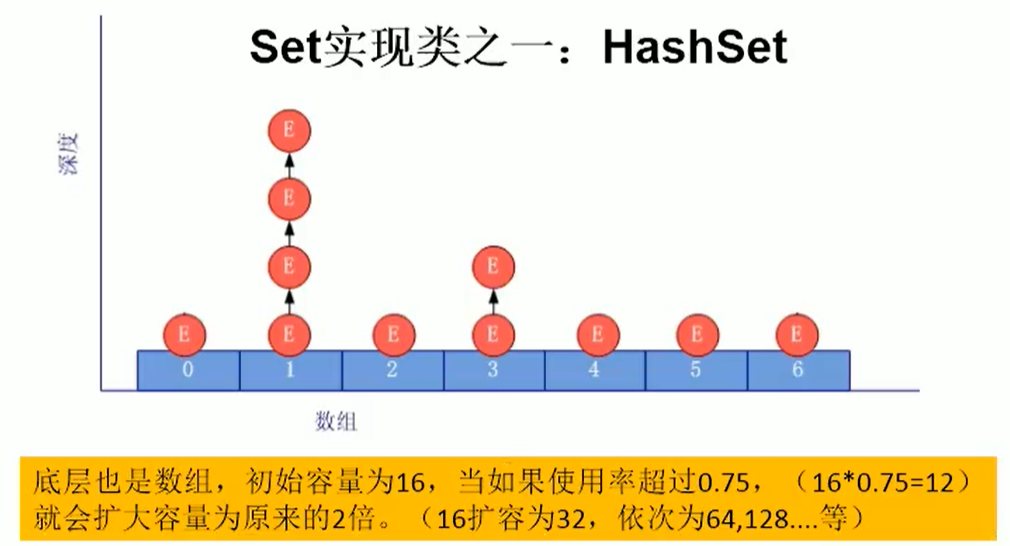 Set实现类之一：HashSet
深度
E
E
E
E
E
E
E
E
E
E
E
0 1 2 3 4 5 6
数组
底层也是数组，初始容量为16，当如果使用率超过0.75，（16*0.75=12）
就会扩大容量为原来的2倍。（16扩容为32，依次为64,128....等）